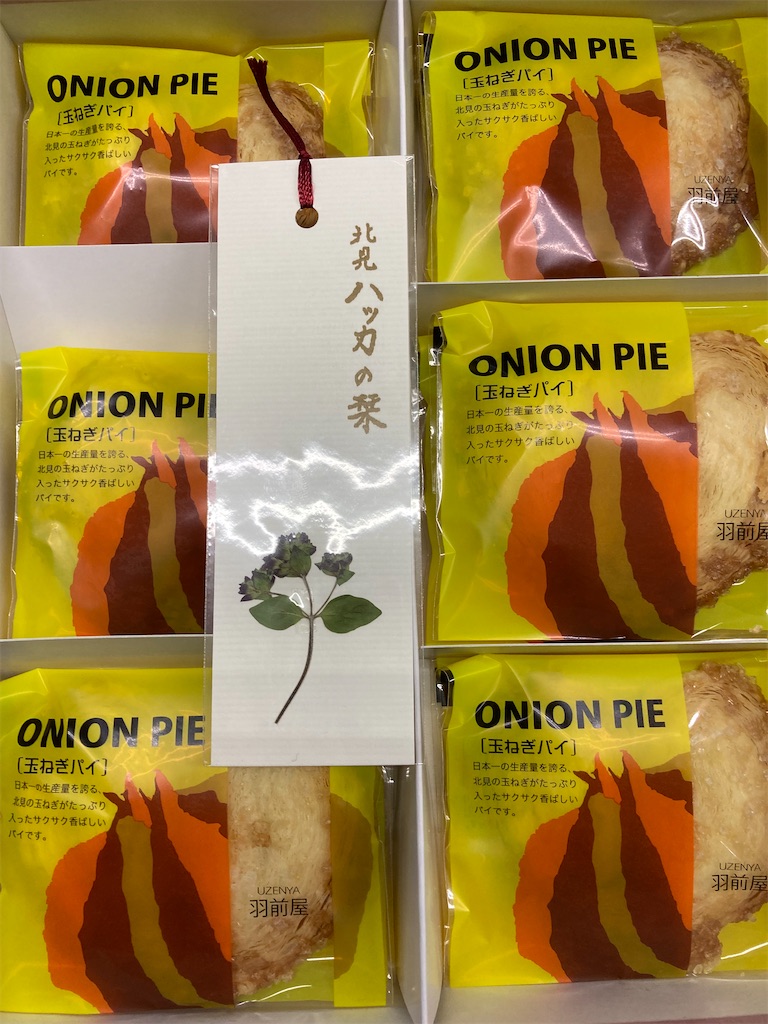 ONION PIE
[玉ねぎパイ]
日本一の生産量を誇る、
北見の玉ねぎがたっぷり
入ったサクサク香ばしい
パイです。
ONION PIE
[玉ねぎパイ]
日本一の生産量を誇る、
北見の玉ねぎがたっぷり
入ったサクサク香ばしい
パイです。
UZENYA
羽前屋
北見
ハッカの栞
ONION PI
[玉ねぎパイ]
日本一の生産量を誇る、
北見の玉ねぎがたっぷり
入ったサクサク香ばしい
パイです。
ONION PIE
[玉ねぎパイ]
日本一の生産量を誇る、
北見の玉ねぎがたっぷり
入ったサクサク香ばしい
パイです。
UZENYA
羽前屋
ONION PIE
[玉ねぎパイ]
日本一の生産量を誇る、
北見の玉ねぎがたっぷり
入ったサクサク香ばしい
パイです。
UZENYA
羽前屋
ONION PIE
[玉ねぎパイ]
日本一の生産量を誇る、
北見の玉ねぎがたっぷり
入ったサクサク香ばしい
パイです。
UZENYA
羽前屋